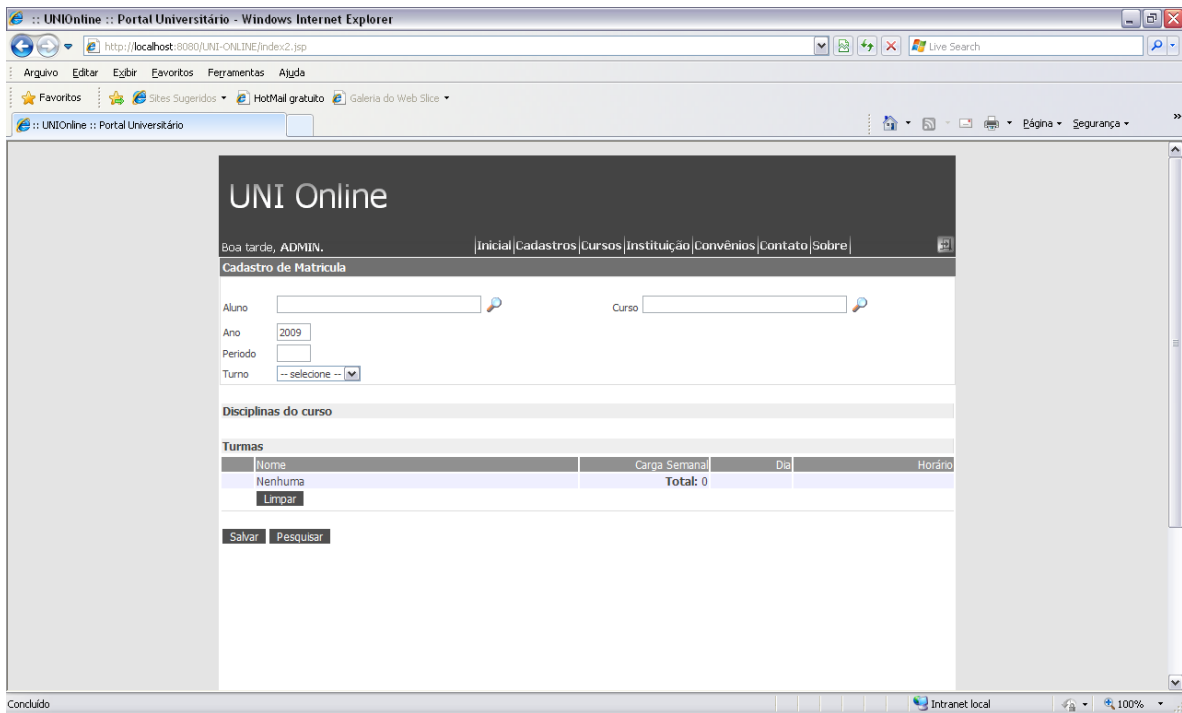 :: UNIOnline :: Portal Universitário - Windows Internet Explorer
http://localhost:8080/UNI-ONLINE/index2.jsp
Live Search
Arquivo Editar Exibir Favoritos Ferramentas Ajuda
Favoritos Sites Sugeridos HotMail gratuito Galeria do Web Slice
:: UNIOnline :: Portal Universitário Página Segurança »
UNI Online
Boa tarde, ADMIN. Inicial Cadastros Cursos Instituição Convênios Contato Sobre
Cadastro de Matricula
Aluno Curso
Ano 2009
Periodo
Turno -- selecione --
Disciplinas do curso
Turmas
Nome Carga Semanal Dia Horário
Nenhuma Total: 0
Limpar
Salvar Pesquisar
Concluído Intranet local 100%